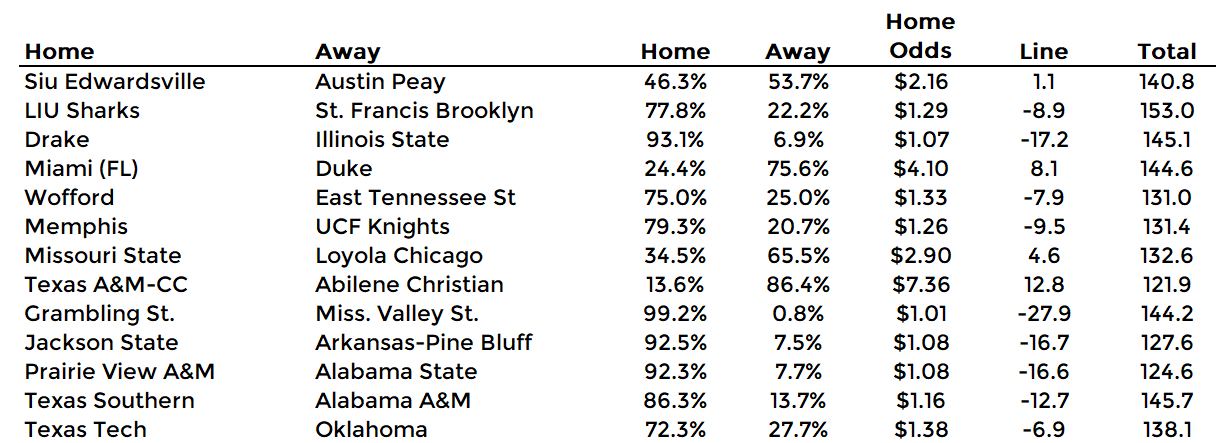 Home Away Home Away Home Odds Line Total
Siu Edwardsville Austin Peay 46.3% 53.7% $2.16 1.1 140.8
LIU Sharks St. Francis Brooklyn 77.8% 22.2% $1.29 -8.9 153.0
Drake Illinois State 93.1% 6.9% $1.07 -17.2 145.1
Miami (FL) Duke 24.4% 75.6% $4.10 8.1 144.6
Wofford East Tennessee St 75.0% 25.0% $1.33 -7.9 131.0
Memphis UCF Knights 79.3% 20.7% $1.26 -9.5 131.4
Missouri State Loyola Chicago 34.5% 65.5% $2.90 4.6 132.6
Texas A&M-CC Abilene Christian 13.6% 86.4% $7.36 12.8 121.9
Grambling St. Miss. Valley St. 99.2% 0.8% $1.01 -27.9 144.2
Jackson State Arkansas-Pine Bluff 92.5% 7.5% $1.08 -16.7 127.6
Prairie View A&M Alabama State 92.3% 7.7% $1.08 -16.6 124.6
Texas Southern Alabama A&M 86.3% 13.7% $1.16 -12.7 145.7
Texas Tech Oklahoma 72.3% 27.7% $1.38 -6.9 138.1